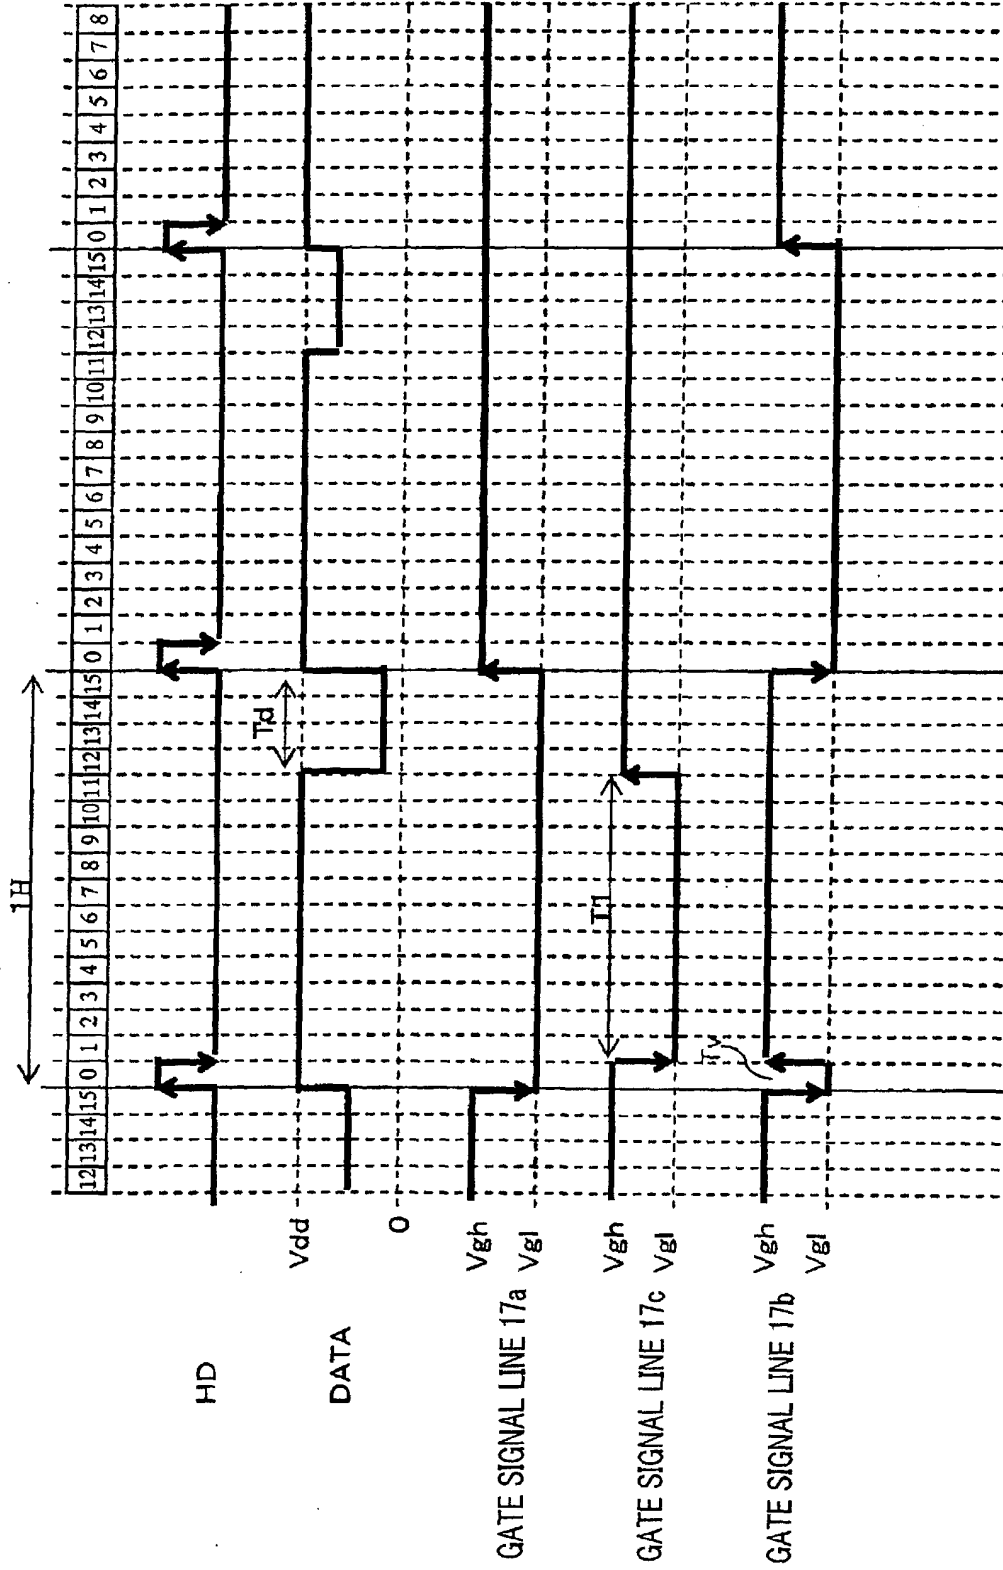 1H
12 13 14 15 0 1 2 3 4 5 6 7 8 9 10 11 12 13 14 15 0 1 2 3 4 5 6 7 8 9 10 11 12 13 14 15 0 1 2 3 4 5 6 7 8
HD
Vdd
Td
DATA
0
Vgh
GATE SIGNAL LINE 17a
Vgl
Vgh
T1
GATE SIGNAL LINE 17c
Vgl
Tv
Vgh
GATE SIGNAL LINE 17b
Vgl